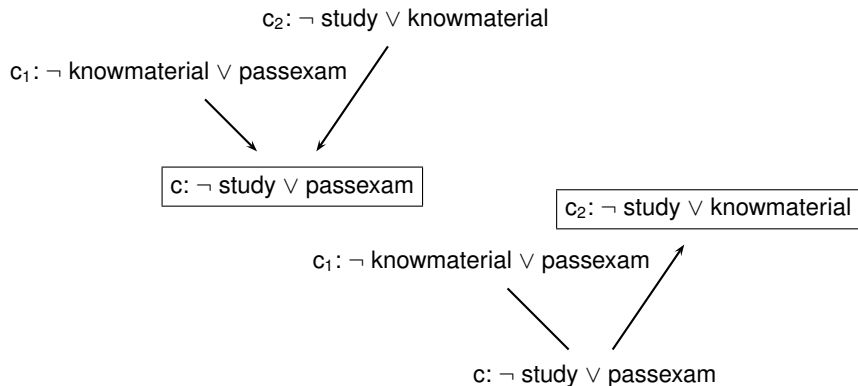 c₂: ¬ study ∨ knowmaterial
c₁: ¬ knowmaterial ∨ passexam
c: ¬ study ∨ passexam
c₂: ¬ study ∨ knowmaterial
c₁: ¬ knowmaterial ∨ passexam
c: ¬ study ∨ passexam